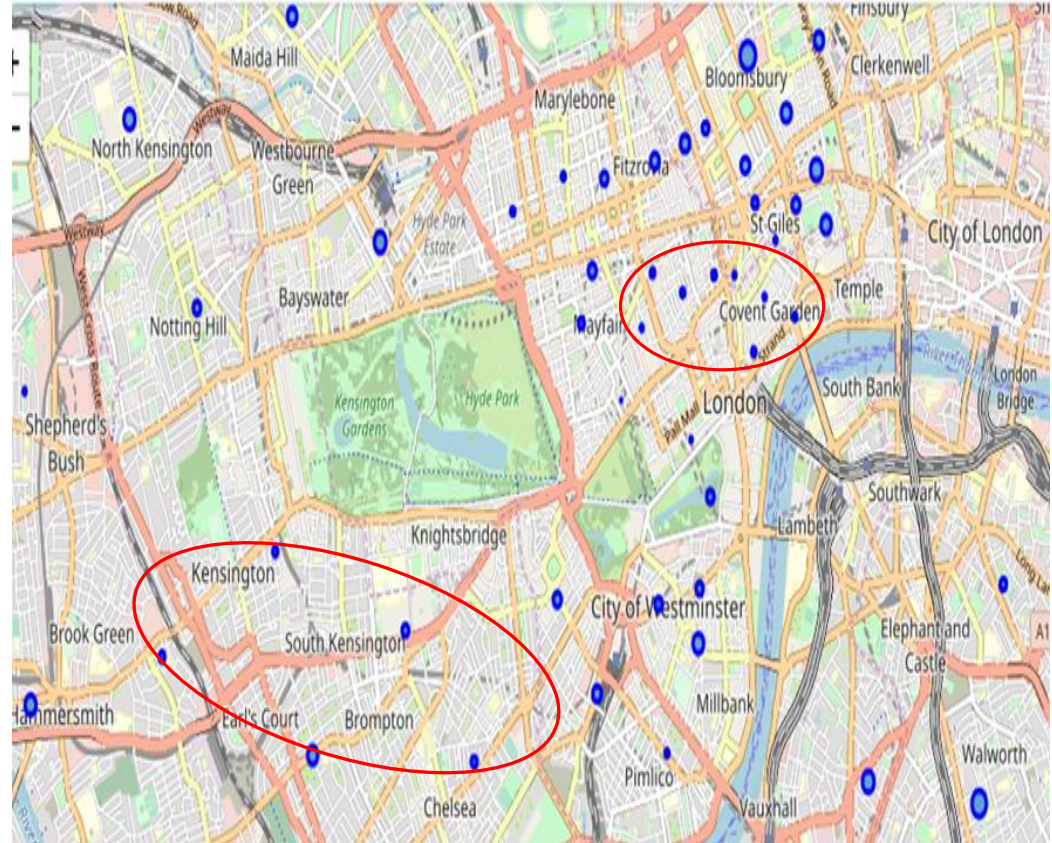 Finsbury
Maida Hill
Bloomsbury
Clerkenwell
Marylebone
Westway
North Kensington
Westbourne
Green
Fitzrovia
Hyde Park
Estate
St Giles
City of London
Westway
West Cross Route
Bayswater
Notting Hill
Mayfair
Covent Garden
Temple
Strand
Kensington
Gardens
Hyde Park
South Bank
London
Bridge
London
Pall Mall
Shepherd's
Bush
Southwark
Knightsbridge
Lambeth
Kensington
City of Westminster
Brook Green
South Kensington
Elephant and
Castle
A1
Hammersmith
Earl's Court
Brompton
Millbank
Walworth
Pimlico
Chelsea
Vauxhall